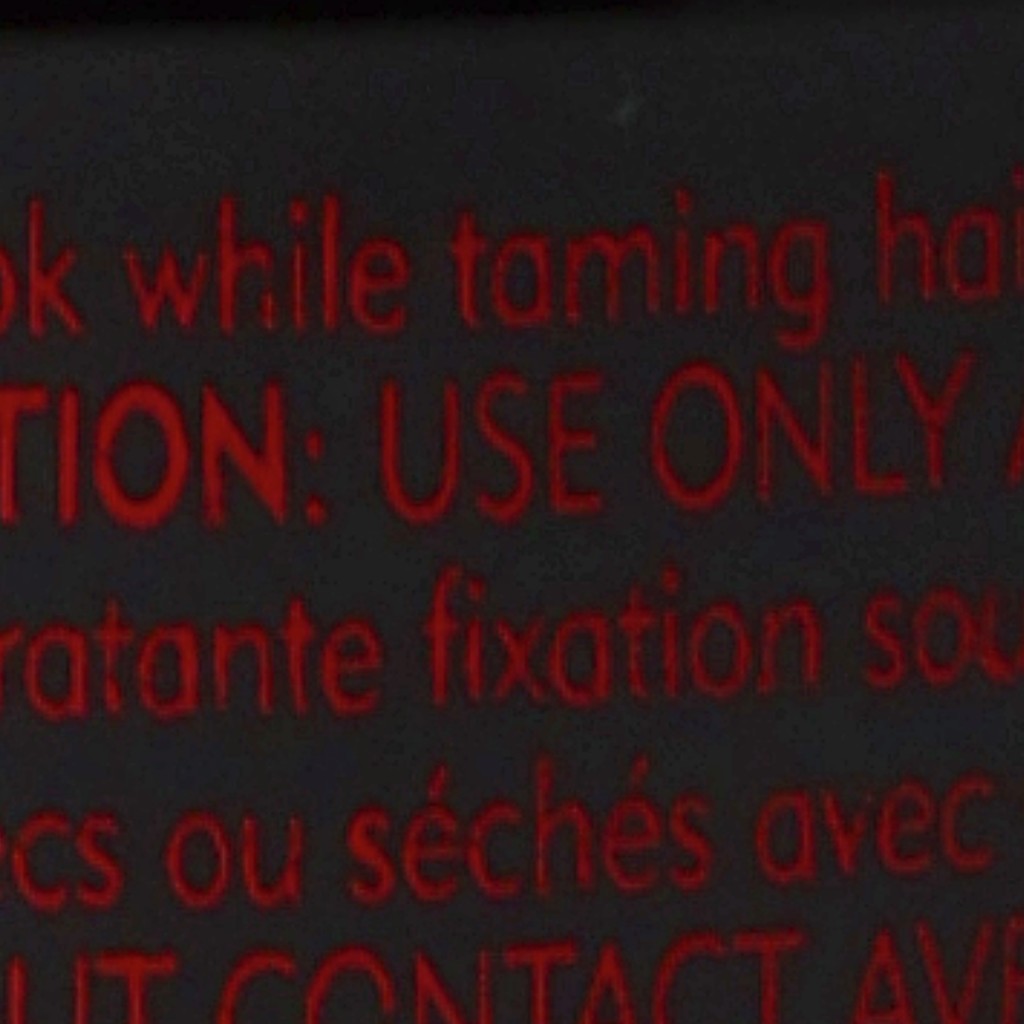 ok while taming hai
TION: USE ONLY
ratante fixation sou
ecs ou séchés avec
UT CONTACT AVE